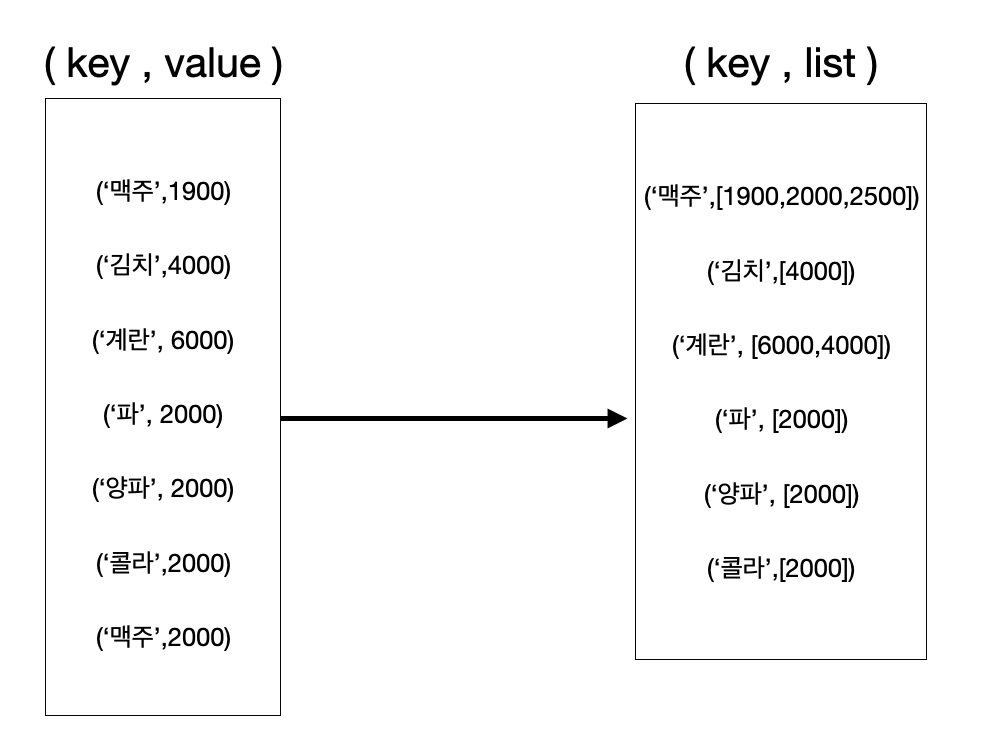 ( key , value )
(‘맥주’,1900)
(‘김치’,4000)
(‘계란’, 6000)
(‘파’, 2000)
(‘양파’, 2000)
(‘콜라’,2000)
(‘맥주’,2000)
( key , list )
(‘맥주’,[1900,2000,2500])
(‘김치’,[4000])
(‘계란’, [6000,4000])
(‘파’, [2000])
(‘양파’, [2000])
(‘콜라’,[2000])